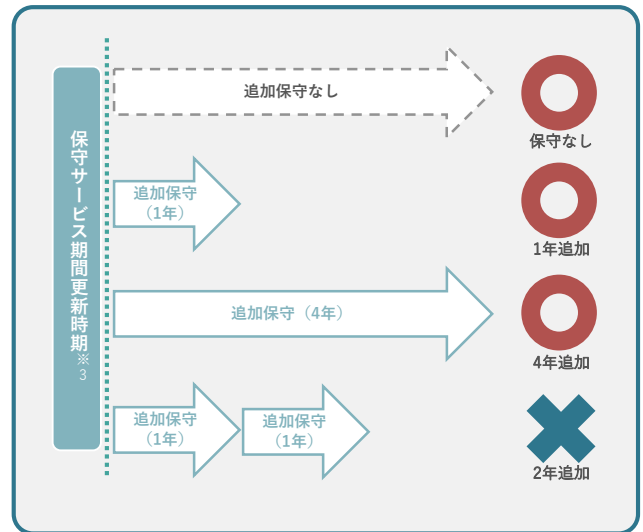 保守サービス期間更新時期※3
追加保守なし
保守なし
追加保守
（1年）
1年追加
追加保守（4年）
4年追加
追加保守
（1年）
追加保守
（1年）
2年追加